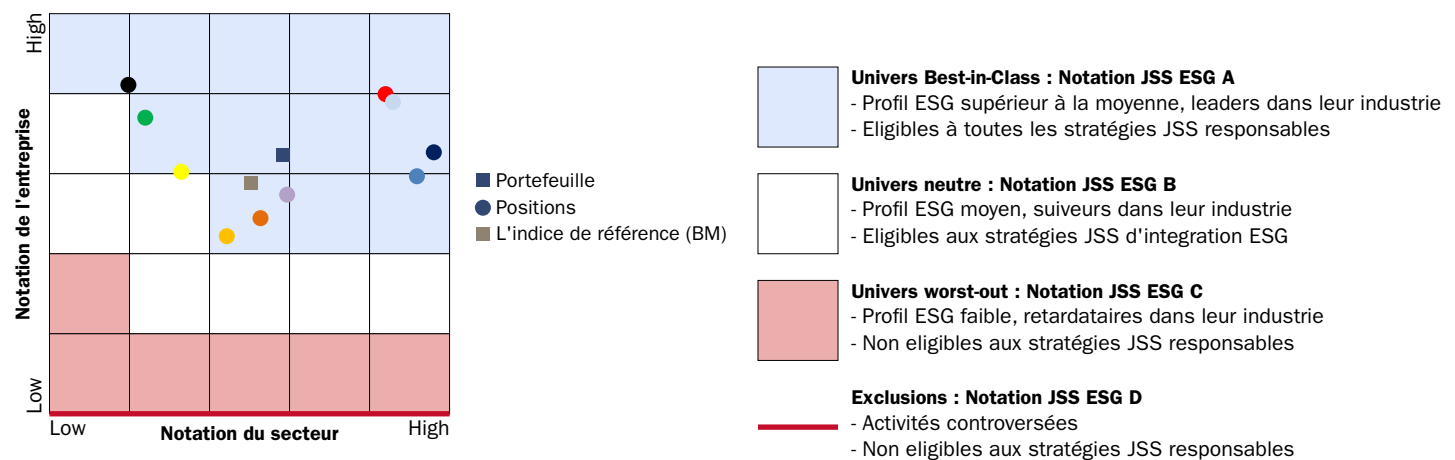 High
Notation de l'entreprise
Low
Low
Notation du secteur
High
Portefeuille
Positions
L'indice de référence (BM)
Univers Best-in-Class : Notation JSS ESG A
- Profil ESG supérieur à la moyenne, leaders dans leur industrie
- Eligibles à toutes les stratégies JSS responsables
Univers neutre : Notation JSS ESG B
- Profil ESG moyen, suiveurs dans leur industrie
- Eligibles aux stratégies JSS d'integration ESG
Univers worst-out : Notation JSS ESG C
- Profil ESG faible, retardataires dans leur industrie
- Non eligibles aux stratégies JSS responsables
Exclusions : Notation JSS ESG D
- Activités controversées
- Non eligibles aux stratégies JSS responsables